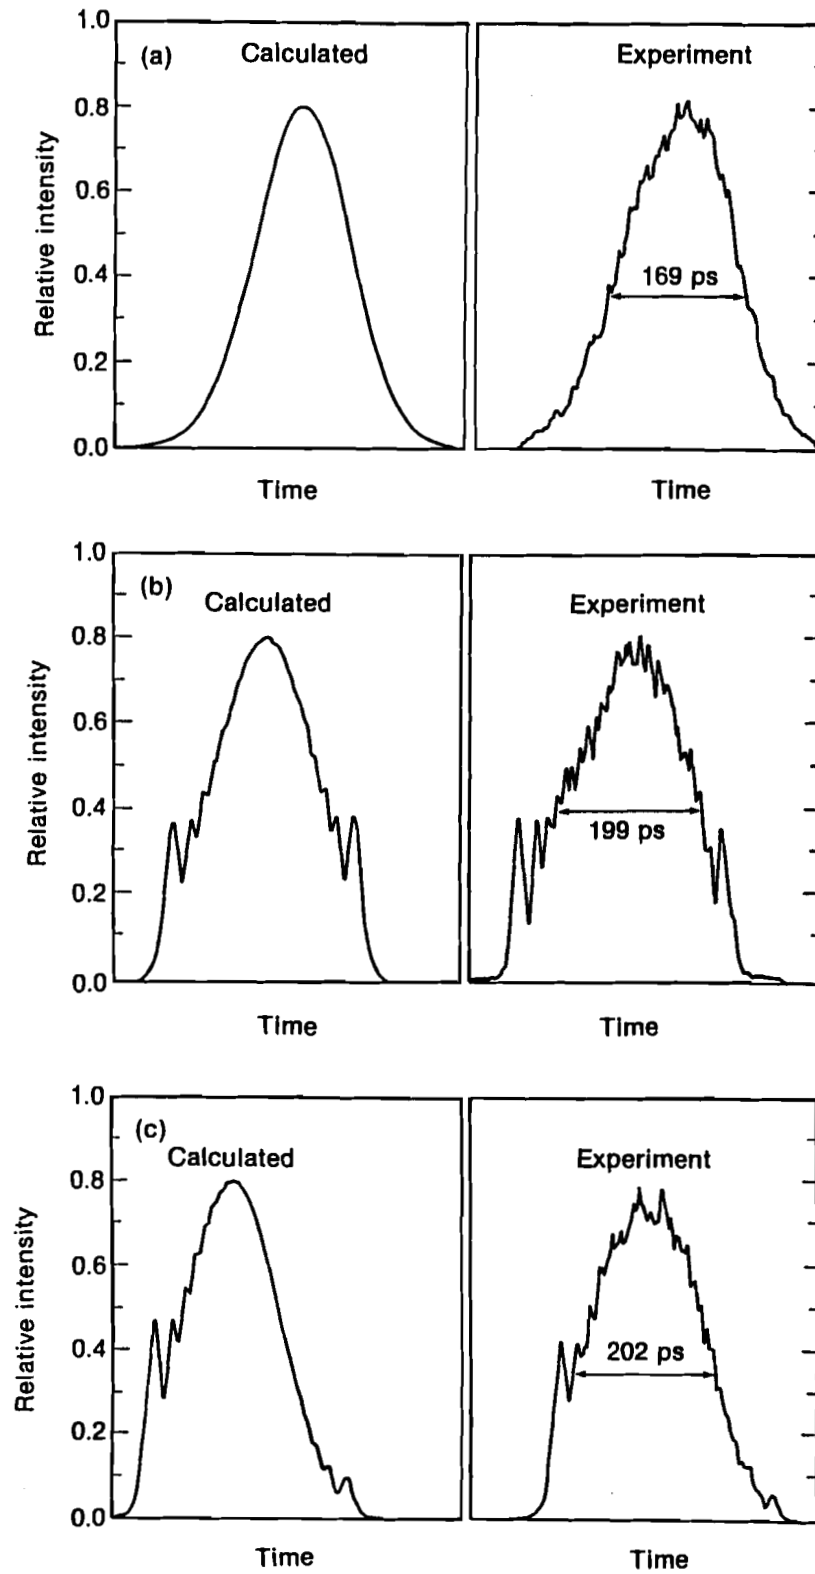 1.0
(a)
Calculated
Experiment
0.8
0.6
Relative intensity
0.4
169 ps
0.2
0.0
Time
Time
1.0
(b)
Calculated
Experiment
0.8
0.6
Relative intensity
0.4
199 ps
0.2
0.0
Time
Time
1.0
(c)
Calculated
Experiment
0.8
0.6
Relative intensity
0.4
202 ps
0.2
0.0
Time
Time